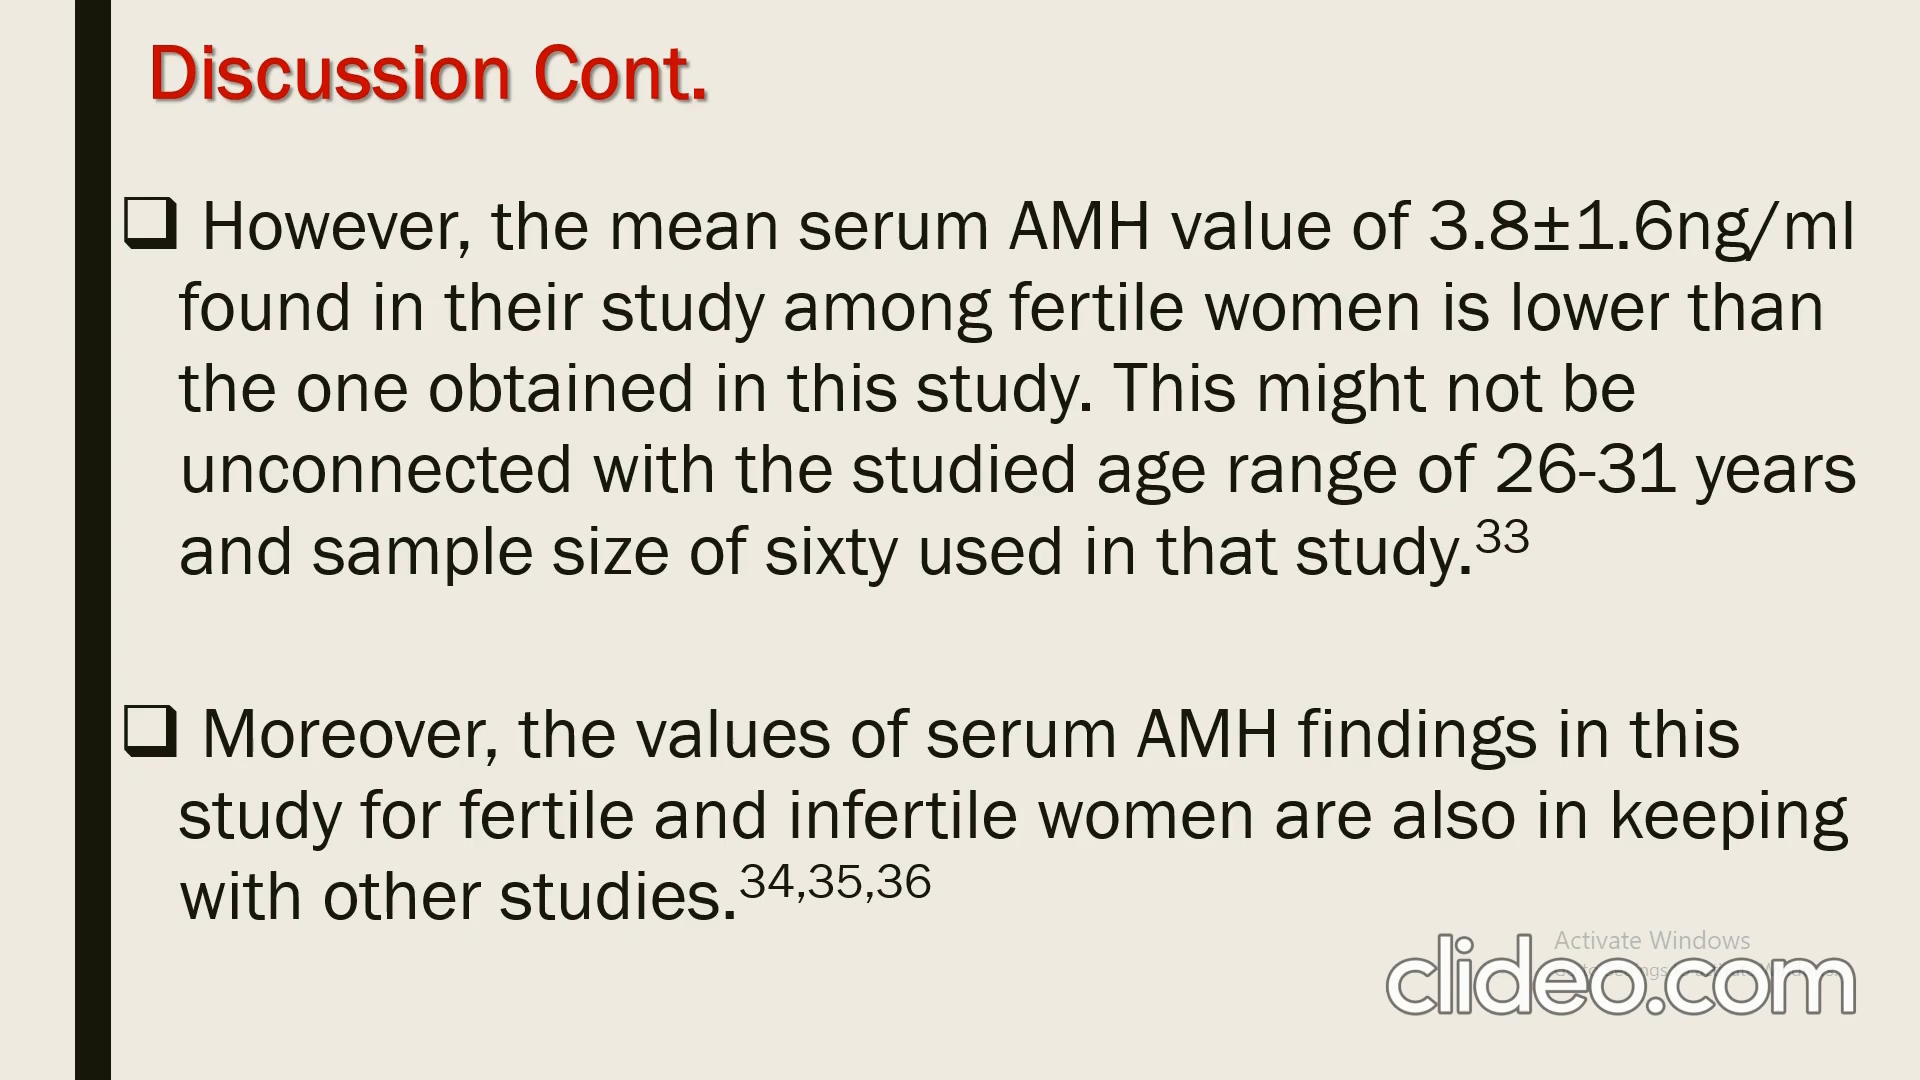 Discussion Cont.
❑ However, the mean serum AMH value of 3.8±1.6ng/ml
found in their study among fertile women is lower than
the one obtained in this study. This might not be
unconnected with the studied age range of 26-31 years
and sample size of sixty used in that study.33
❑ Moreover, the values of serum AMH findings in this
study for fertile and infertile women are also in keeping
with other studies.34,35,36
Activate Windows
clideo.com